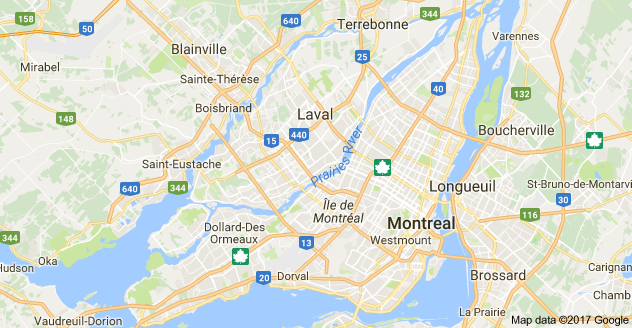 158
50
640
344
Terrebonne
Varennes
Blainville
25
Mirabel
Sainte-Thérèse
40
132
Boisbriand
148
Laval
440
15
Boucherville
Prairies River
Saint-Eustache
640
344
Longueuil
St-Bruno-de-Montarvi
30
Île de
Montréal
116
Dollard-Des
Ormeaux
Montreal
344
13
Westmount
Oka
Hudson
Dorval
20
Brossard
Carignan
Chamb
Vaudreuil-Dorion
La Prairie
Map data ©2017 Google